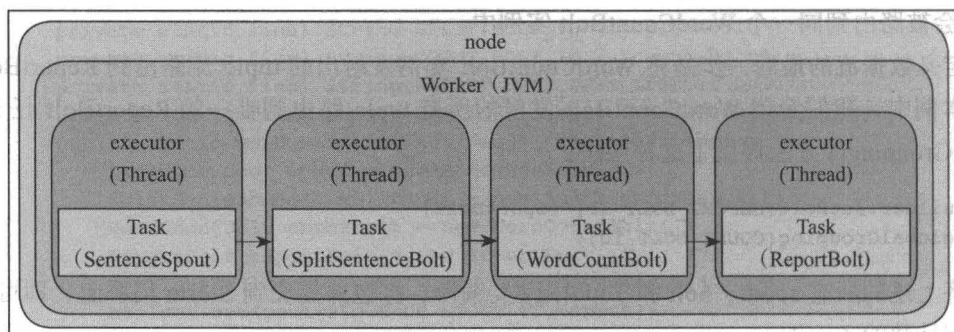 node
Worker (JVM)
executor
(Thread)
Task
(SentenceSpout)
executor
(Thread)
Task
(SplitSentenceBolt)
executor
(Thread)
Task
(WordCountBolt)
executor
(Thread)
Task
(ReportBolt)